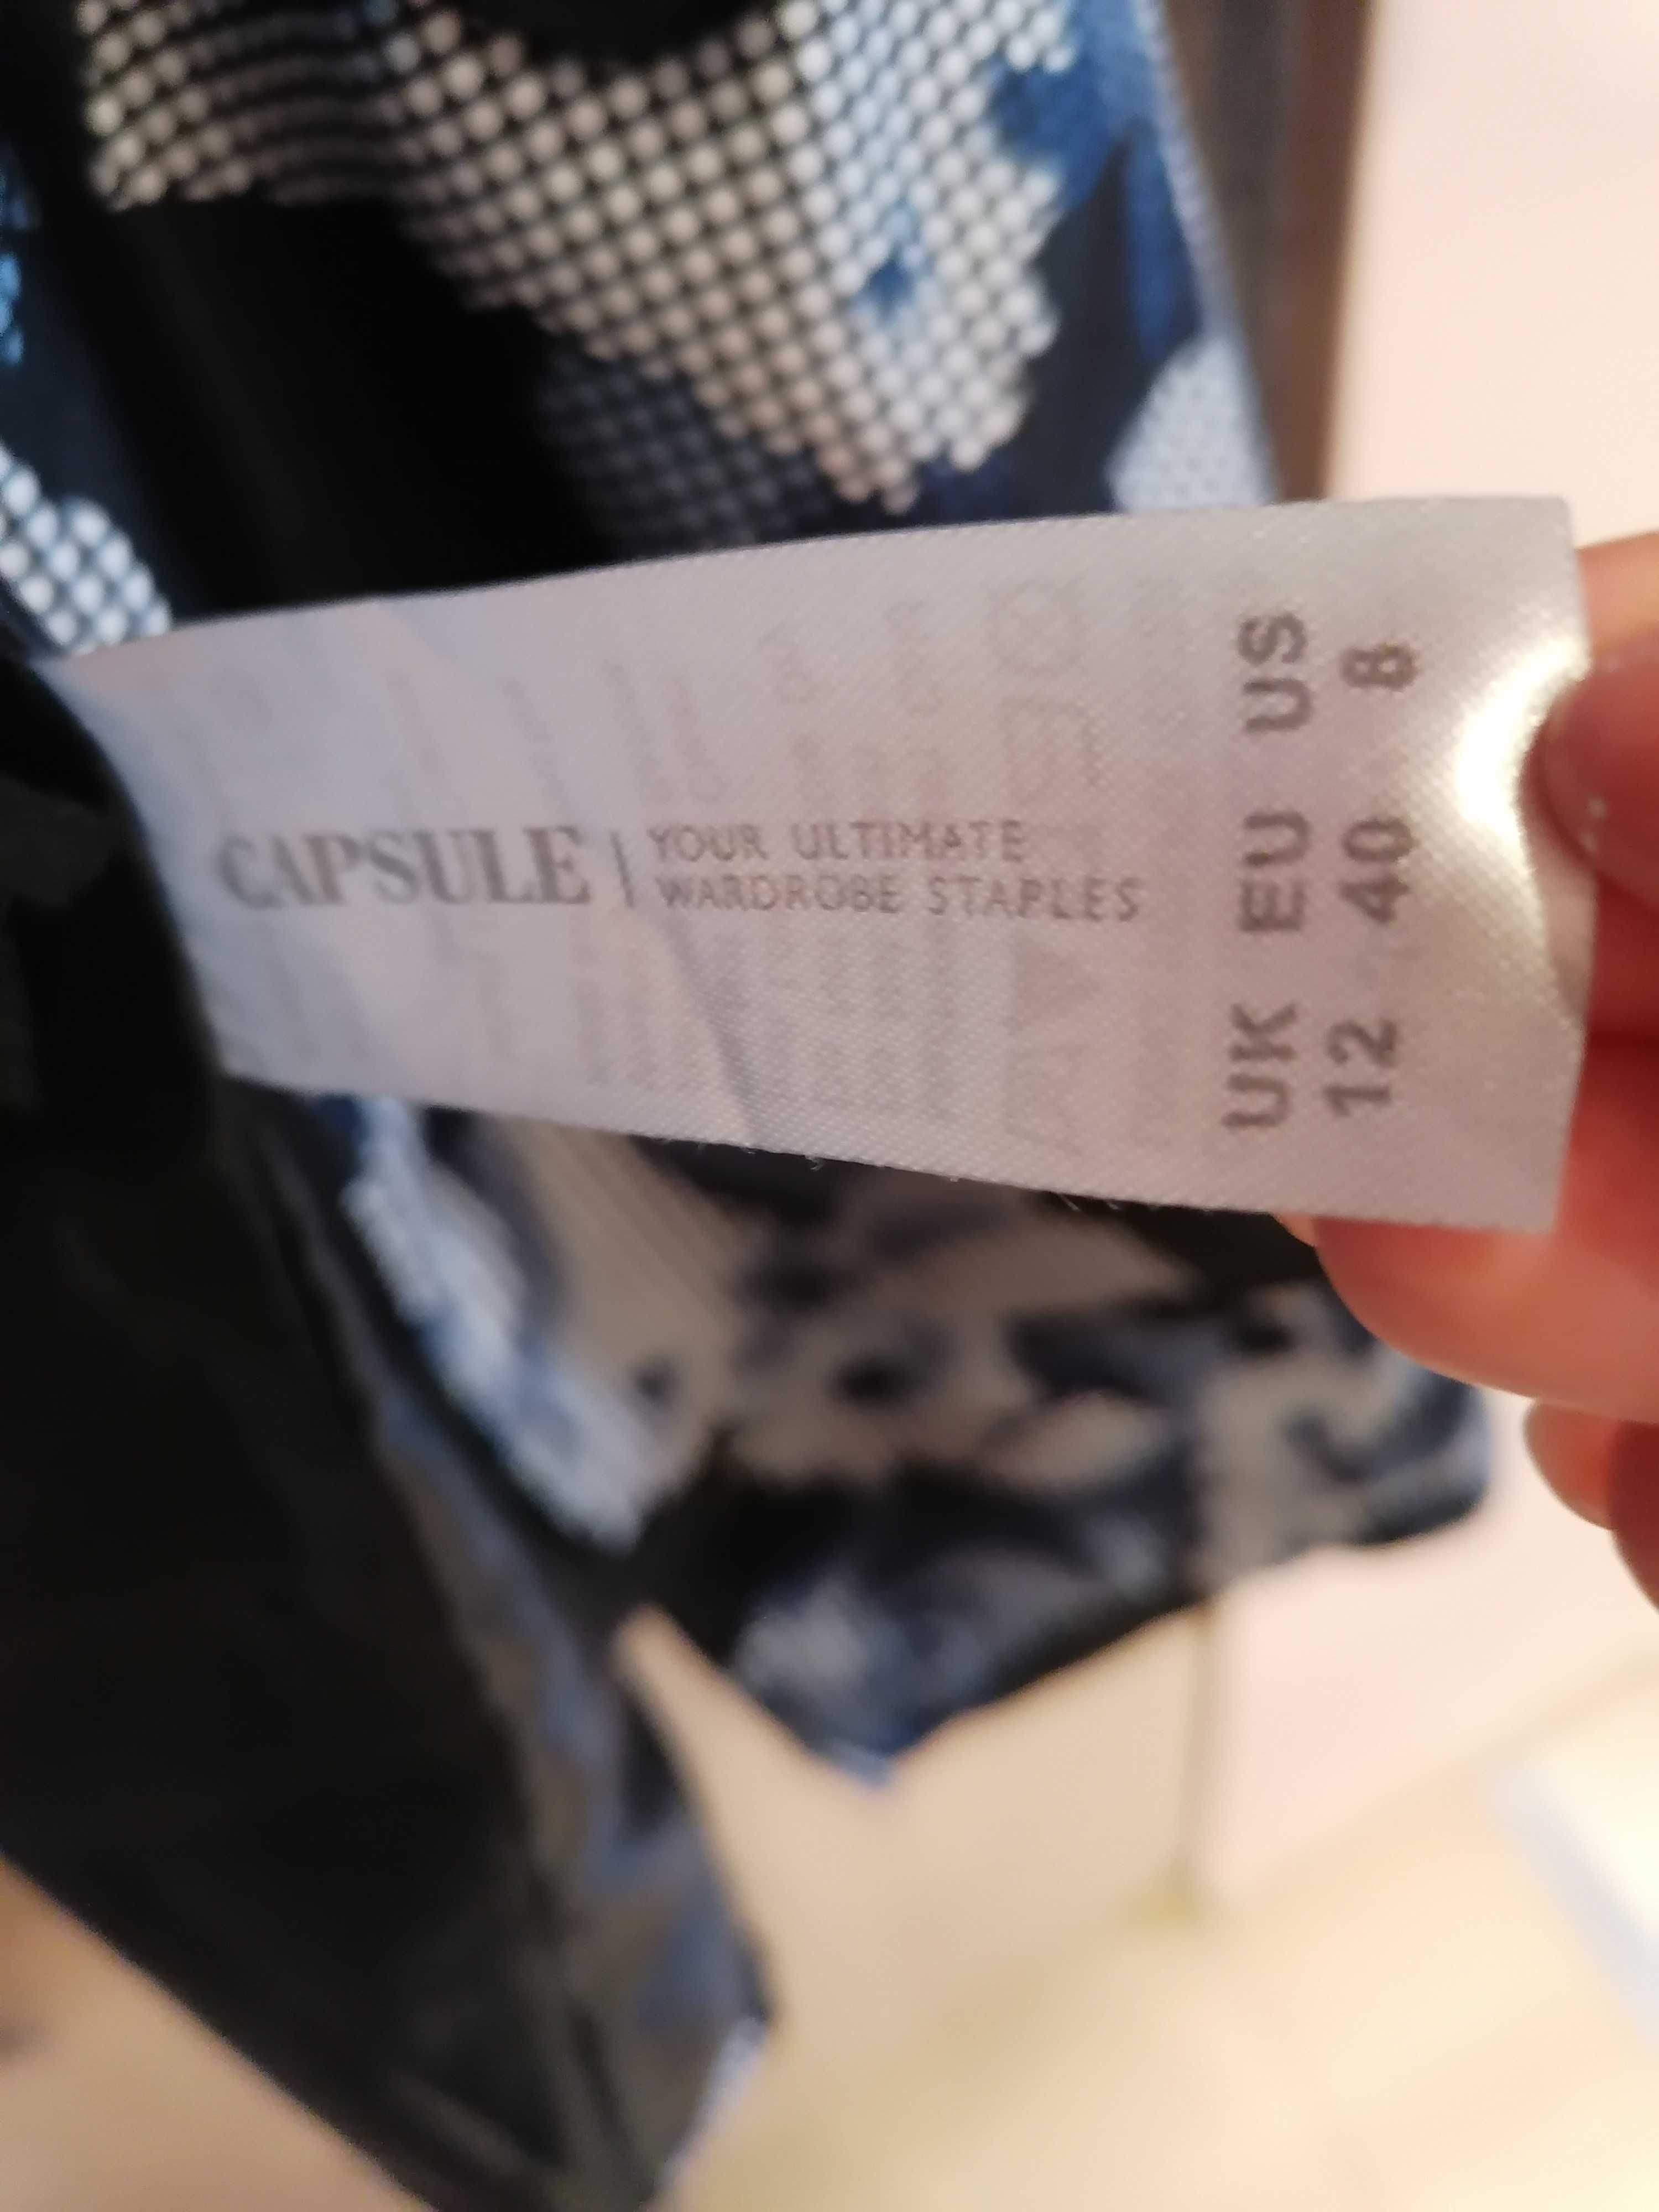 CAPSULE | YOUR ULTIMATE
WARDROBE STAPLES
UK EU US
12 40 8